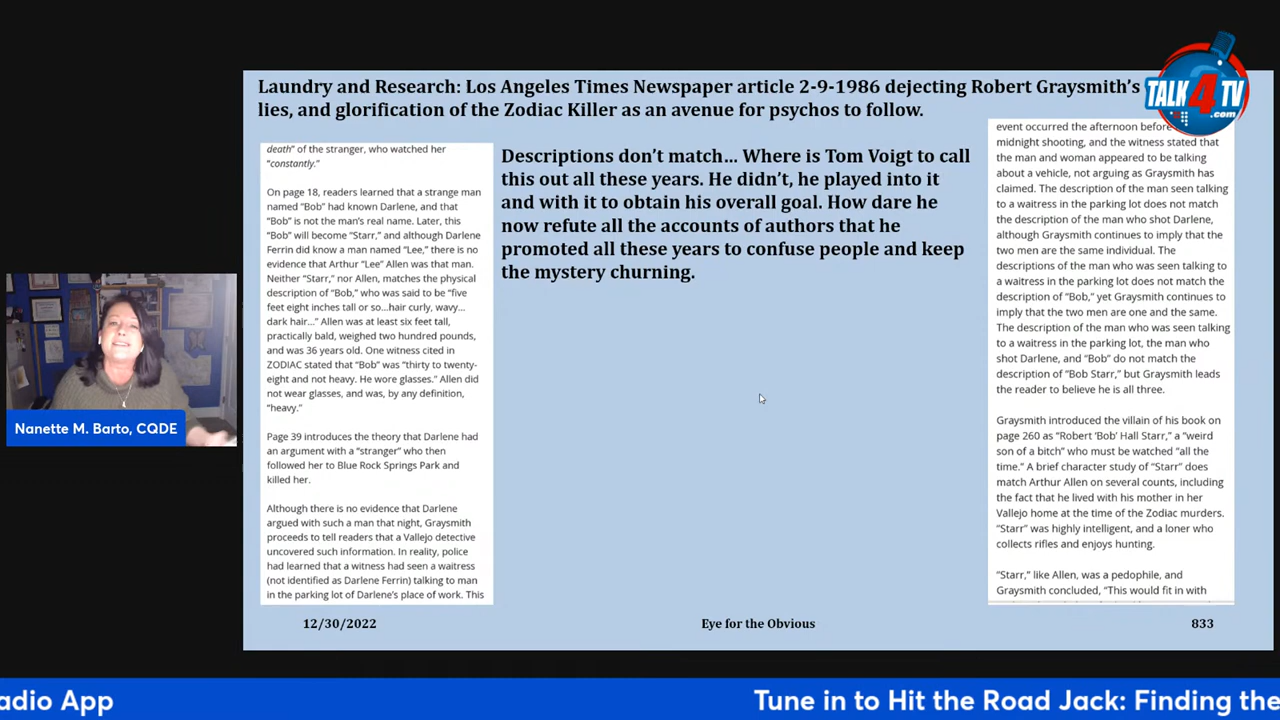 Laundry and Research: Los Angeles Times Newspaper article 2-9-1986 dejecting Robert Graysmith's
lies, and glorification of the Zodiac Killer as an avenue for psychos to follow.
TALK4TV
.com
death" of the stranger, who watched her
"constantly."
On page 18, readers learned that a strange man
named "Bob" had known Darlene, and that
"Bob" is not the man's real name. Later, this
"Bob" will become "Starr," and although Darlene
Ferrin did know a man named "Lee," there is no
evidence that Arthur "Lee" Allen was that man.
Neither "Starr," nor Allen, matches the physical
description of "Bob," who was said to be "five
feet eight inches tall or so...hair curly, wavy...
dark hair..." Allen was at least six feet tall,
practically bald, weighed two hundred pounds,
and was 36 years old. One witness cited in
ZODIAC stated that "Bob" was "thirty to twenty-
eight and not heavy. He wore glasses." Allen did
not wear glasses, and was, by any definition,
"heavy."
Page 39 introduces the theory that Darlene had
an argument with a "stranger" who then
followed her to Blue Rock Springs Park and
killed her.
Although there is no evidence that Darlene
argued with such a man that night, Graysmith
proceeds to tell readers that a Vallejo detective
uncovered such information. In reality, police
had learned that a witness had seen a waitress
(not identified as Darlene Ferrin) talking to man
in the parking lot of Darlene's place of work. This
Descriptions don't match... Where is Tom Voigt to call
this out all these years. He didn't, he played into it
and with it to obtain his overall goal. How dare he
now refute all the accounts of authors that he
promoted all these years to confuse people and keep
the mystery churning.
event occurred the afternoon before
midnight shooting, and the witness stated that
the man and woman appeared to be talking
about a vehicle, not arguing as Graysmith has
claimed. The description of the man seen talking
to a waitress in the parking lot does not match
the description of the man who shot Darlene,
although Graysmith continues to imply that the
two men are the same individual. The
descriptions of the man who was seen talking to
a waitress in the parking lot does not match the
description of "Bob," yet Graysmith continues to
imply that the two men are one and the same.
The description of the man who was seen talking
to a waitress in the parking lot, the man who
shot Darlene, and "Bob" do not match the
description of "Bob Starr," but Graysmith leads
the reader to believe he is all three.
Graysmith introduced the villain of his book on
page 260 as "Robert 'Bob' Hall Starr," a "weird
son of a bitch" who must be watched "all the
time." A brief character study of "Starr" does
match Arthur Allen on several counts, including
the fact that he lived with his mother in her
Vallejo home at the time of the Zodiac murders.
"Starr" was highly intelligent, and a loner who
collects rifles and enjoys hunting.
"Starr," like Allen, was a pedophile, and
Graysmith concluded, "This would fit in with
Nanette M. Barto, CQDE
12/30/2022
Eye for the Obvious
833
adio App
Tune in to Hit the Road Jack: Finding the